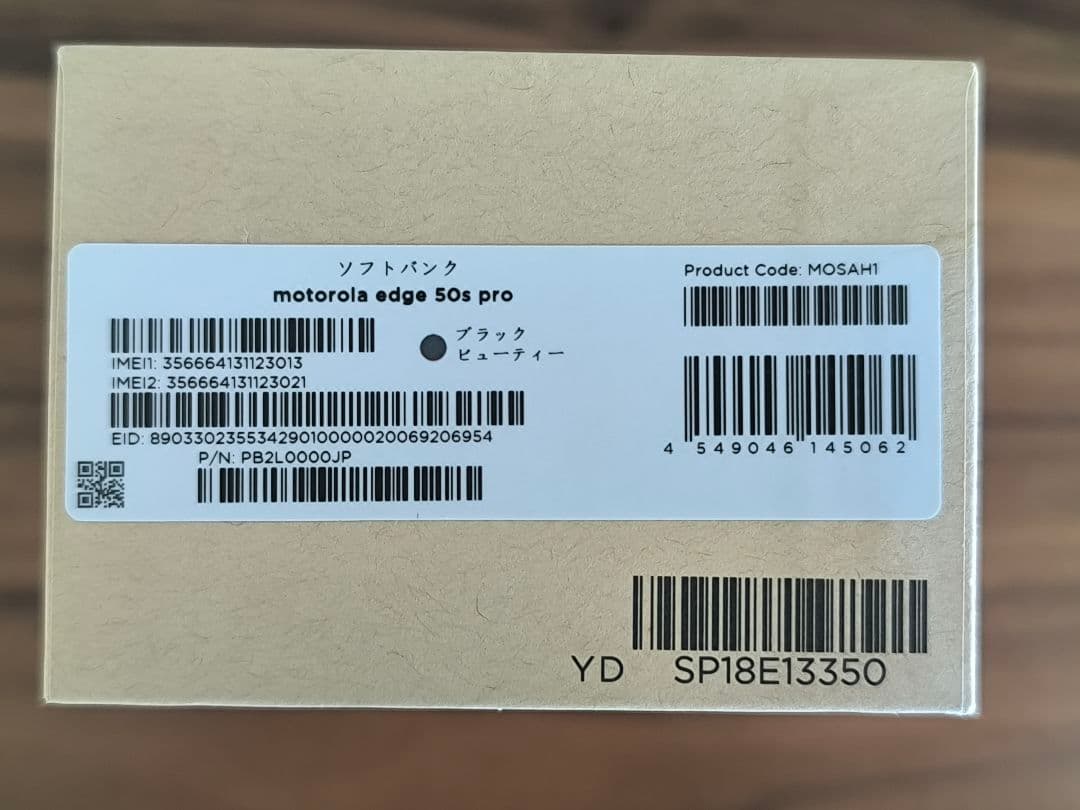 ソフトバンク
motorola edge 50s pro
ブラック
ビューティー
IMEI1: 356664131123013
IMEI2: 356664131123021
EID: 89033023553429010000020069206954
P/N: PB2L0000JP
Product Code: MOSAH1
4 549046 145062
YD SP18E13350